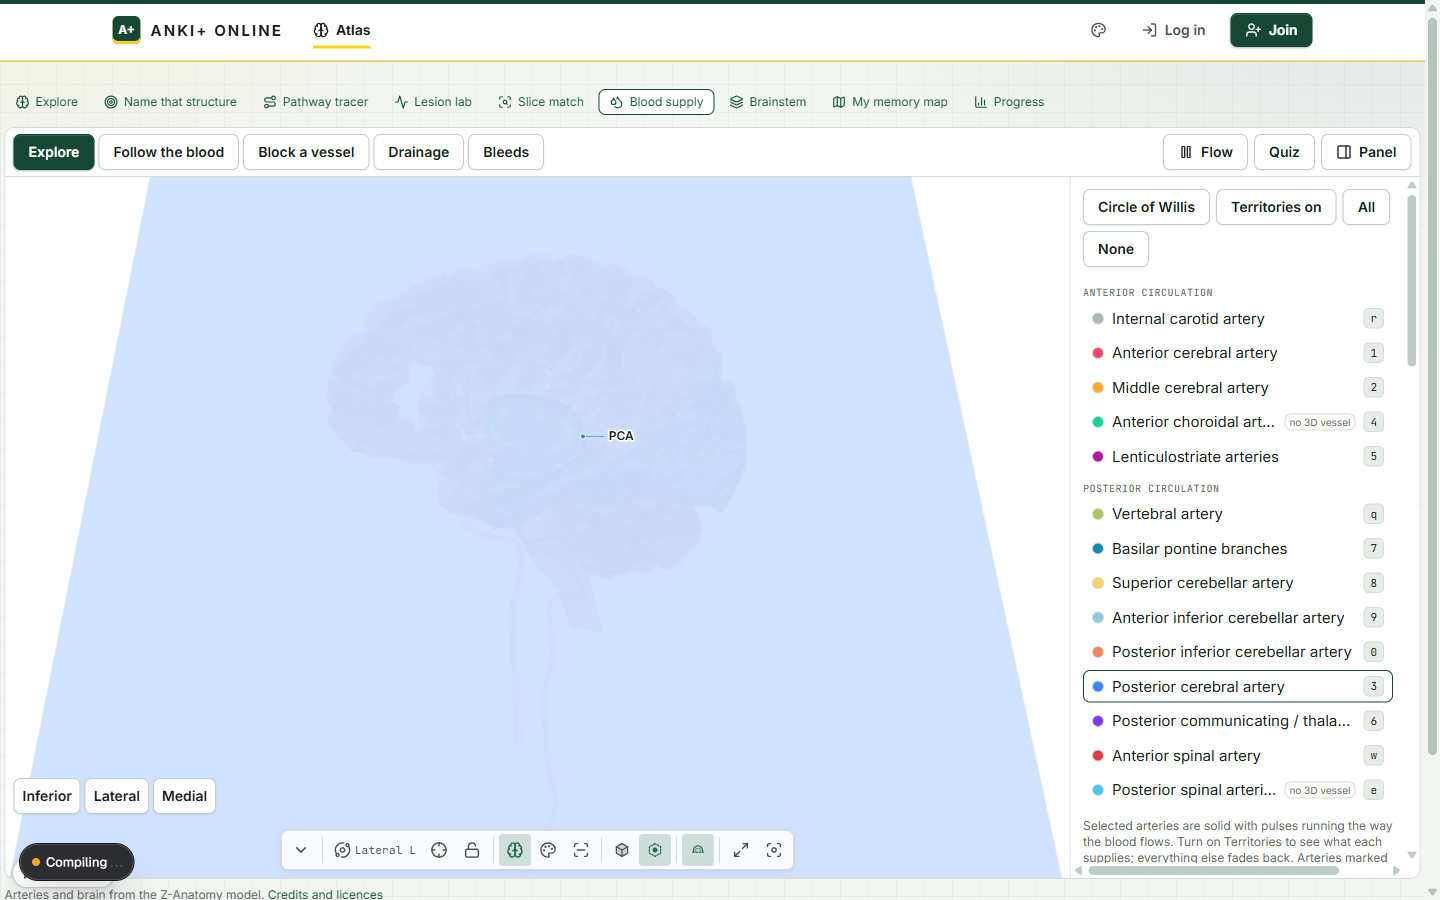 A+ ANKI+ ONLINE Atlas Log in Join
Explore Name that structure Pathway tracer Lesion lab Slice match Blood supply Brainstem My memory map Progress
Explore Follow the blood Block a vessel Drainage Bleeds Flow Quiz Panel
Circle of Willis Territories on All
None
ANTERIOR CIRCULATION
Internal carotid artery r
Anterior cerebral artery 1
Middle cerebral artery 2
Anterior choroidal art... no 3D vessel 4
Lenticulostriate arteries 5
POSTERIOR CIRCULATION
Vertebral artery q
Basilar pontine branches 7
Superior cerebellar artery 8
Anterior inferior cerebellar artery 9
Posterior inferior cerebellar artery 0
Posterior cerebral artery 3
Posterior communicating / thala... 6
Anterior spinal artery w
Posterior spinal arteri... no 3D vessel e
Selected arteries are solid with pulses running the way
the blood flows. Turn on Territories to see what each
supplies; everything else fades back. Arteries marked
PCA
Inferior Lateral Medial
Lateral L
Compiling ...
Arteries and brain from the Z-Anatomy model. Credits and licences